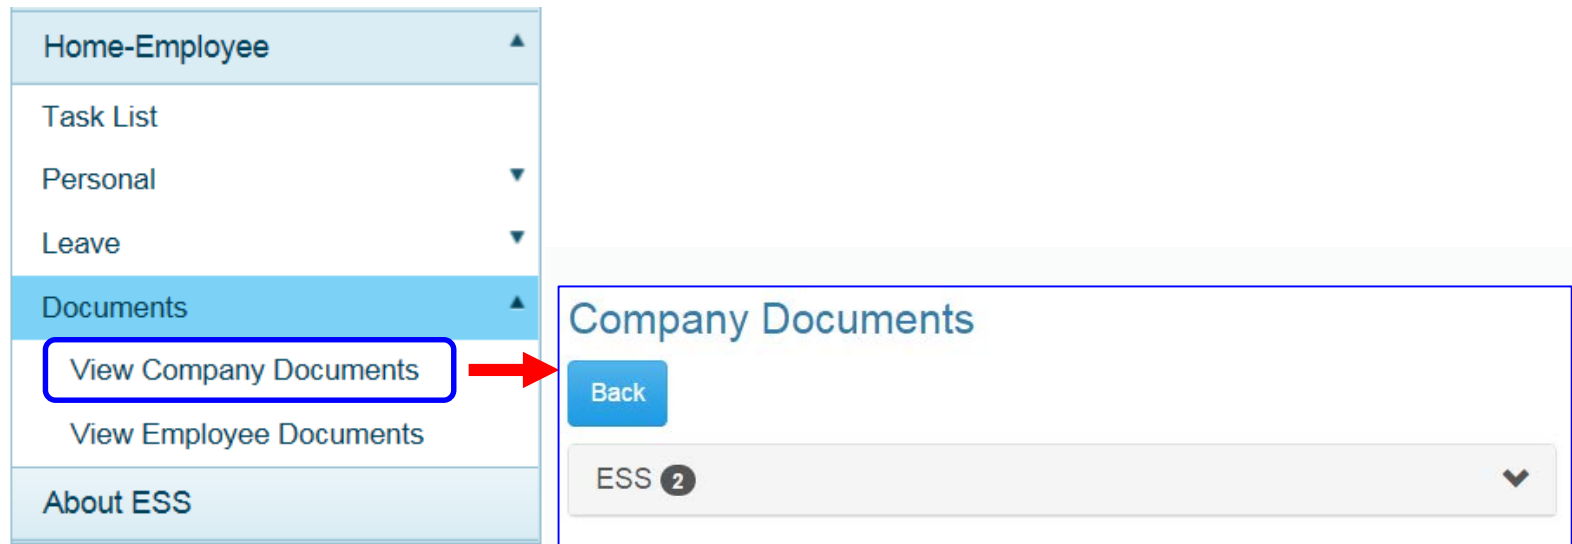 Home-Employee
Task List
Personal
Leave
Documents
View Company Documents
View Employee Documents
About ESS
Company Documents
Back
ESS 2